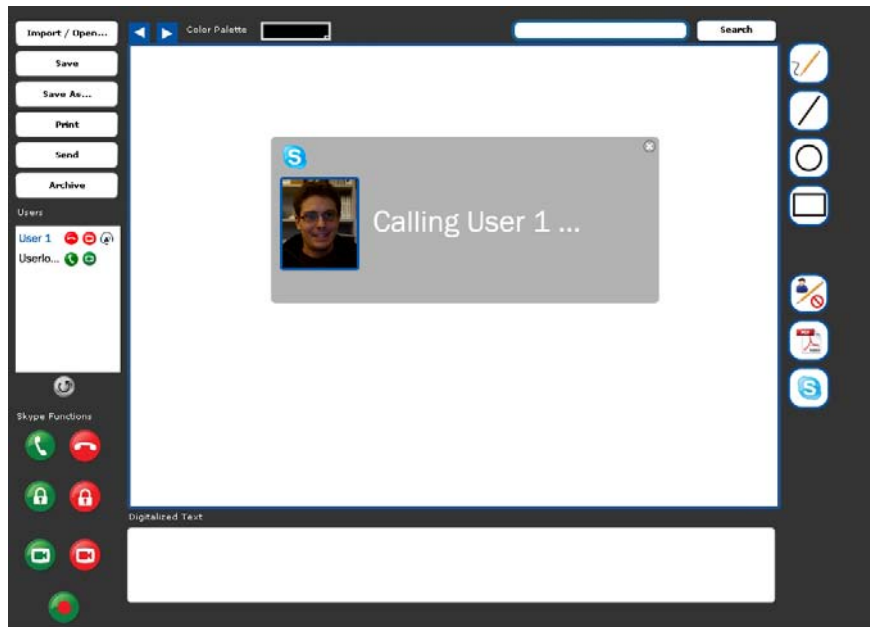 Import / Open...
Color Palette
Search
Save
Save As...
Print
Send
Archive
Users
User 1
Userlo...
Calling User 1 ...
Skype Functions
Digitalized Text